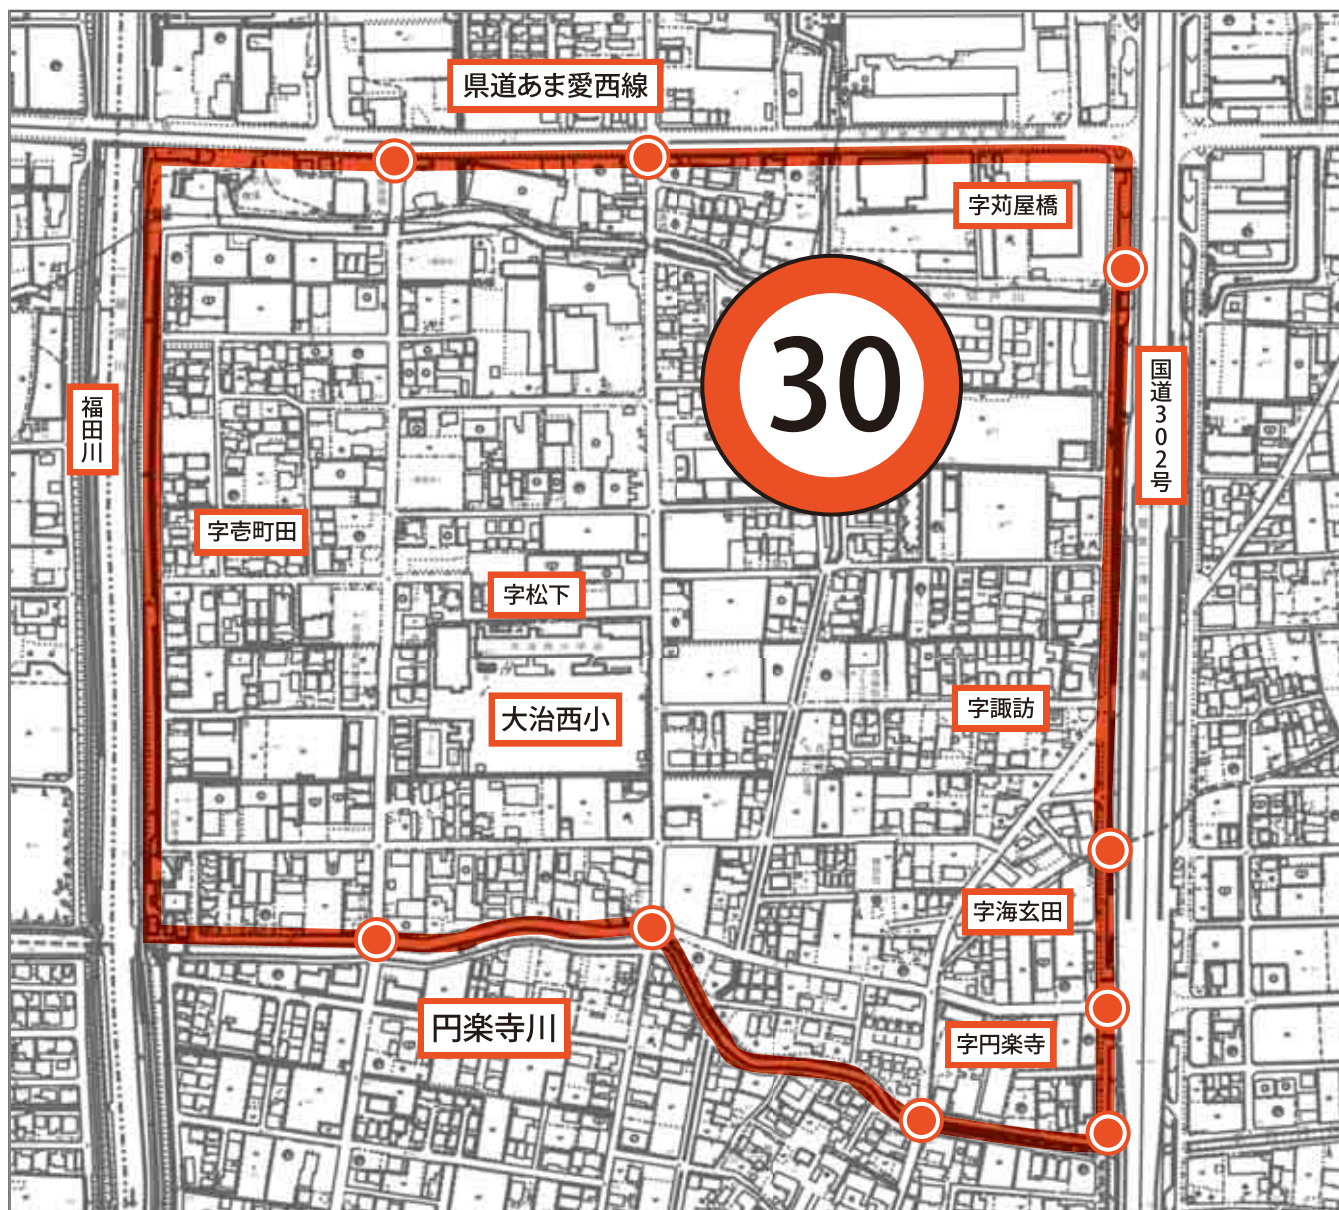 県道あま愛西線
字苅屋橋
30
国道302号
福田川
字壱町田
字松下
大治西小
字諏訪
字海玄田
円楽寺川
字円楽寺